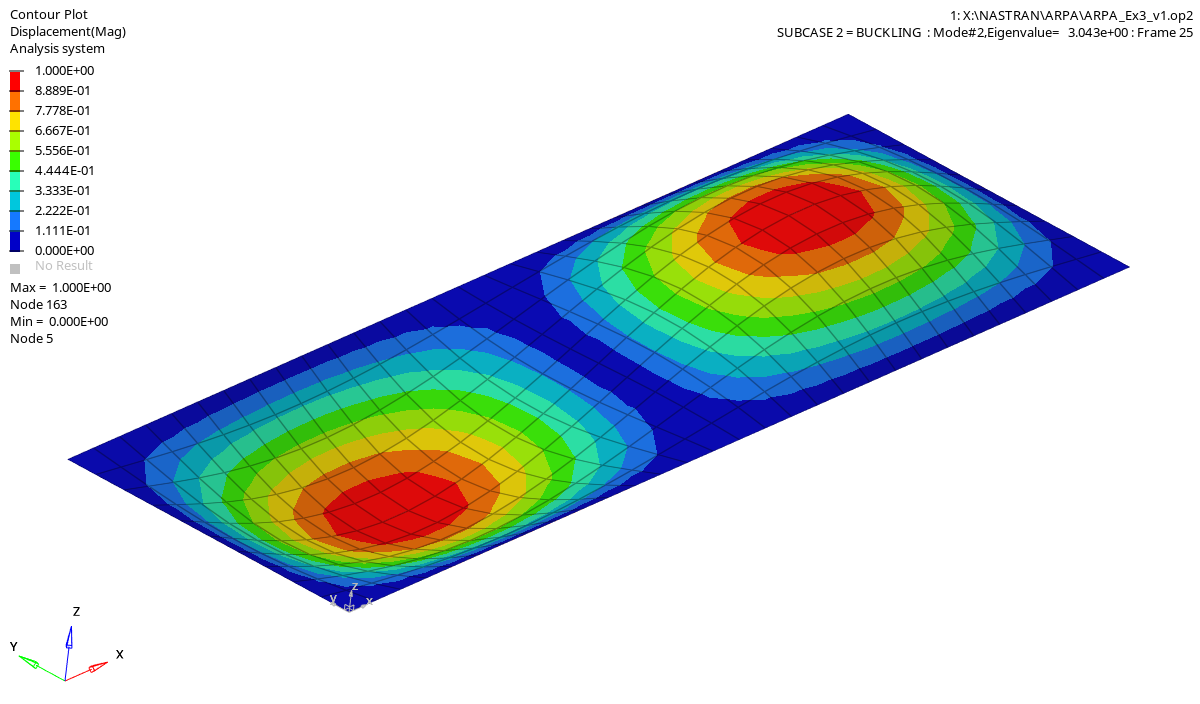 Contour Plot
Displacement(Mag)
Analysis system
1.000E+00
8.889E-01
7.778E-01
6.667E-01
5.556E-01
4.444E-01
3.333E-01
2.222E-01
1.111E-01
0.000E+00
No Result
Max = 1.000E+00
Node 163
Min = 0.000E+00
Node 5
1: X:\NASTRAN\ARPA\ARPA_Ex3_v1.op2
SUBCASE 2 = BUCKLING : Mode#2,Eigenvalue= 3.043e+00 : Frame 25
Z
Y
X
Z
Y
X